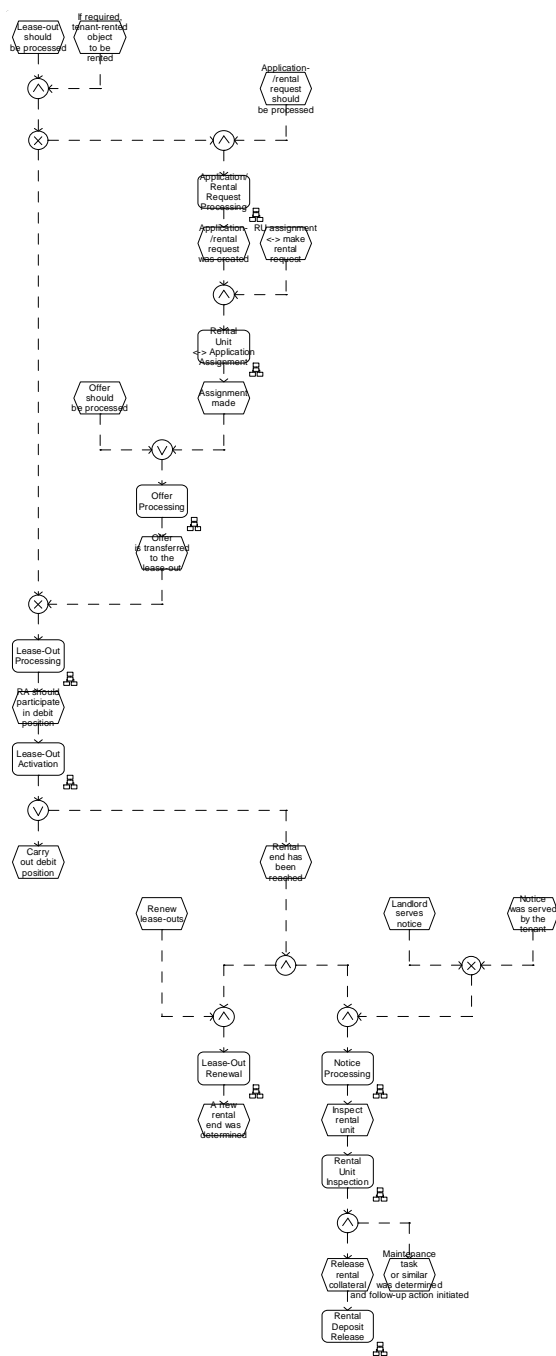 Lease-out
should
be processed
If required,
tenant-rented
object
to be
rented
Application-
/rental
request
should
be processed
Application/
Rental
Request
Processing
Application-
/rental
request
was created
RU assignment
<-> make
rental
request
Rental
Unit
<-> Application
Assignment
Offer
should
be processed
Assignment
made
Offer
Processing
Offer
is transferred
to the
lease-out
Lease-Out
Processing
RA should
participate
in debit
position
Lease-Out
Activation
Carry
out debit
position
Rental
end has
been
reached
Renew
lease-outs
Landlord
serves
notice
Notice
was served
by the
tenant
Lease-Out
Renewal
Notice
Processing
A new
rental
end was
determined
Inspect
rental
unit
Rental
Unit
Inspection
Release
rental
collateral
Maintenance
task
or similar
was determined
and follow-up action initiated
Rental
Deposit
Release